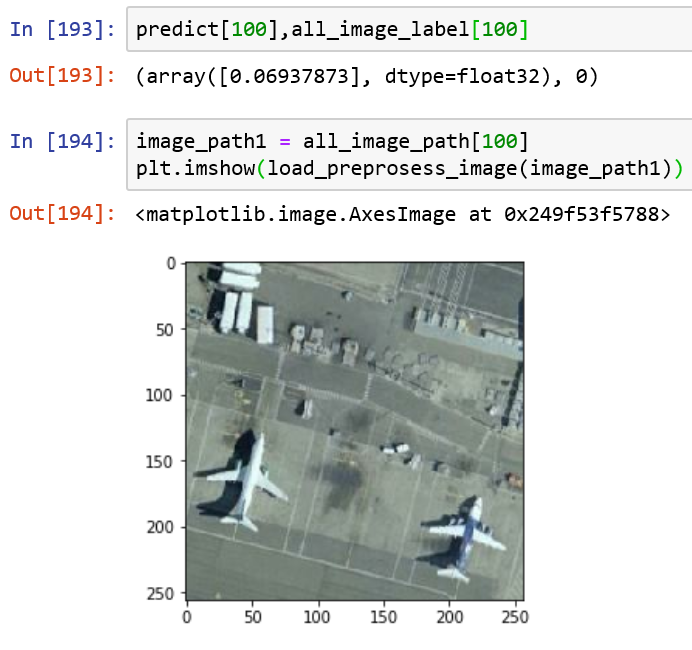 In [193]: predict[100],all_image_label[100]
Out[193]: (array([0.06937873], dtype=float32), 0)
In [194]: image_path1 = all_image_path[100]
plt.imshow(load_preprosess_image(image_path1))
Out[194]: <matplotlib.image.AxesImage at 0x249f53f5788>
0
50
100
150
200
250
0 50 100 150 200 250